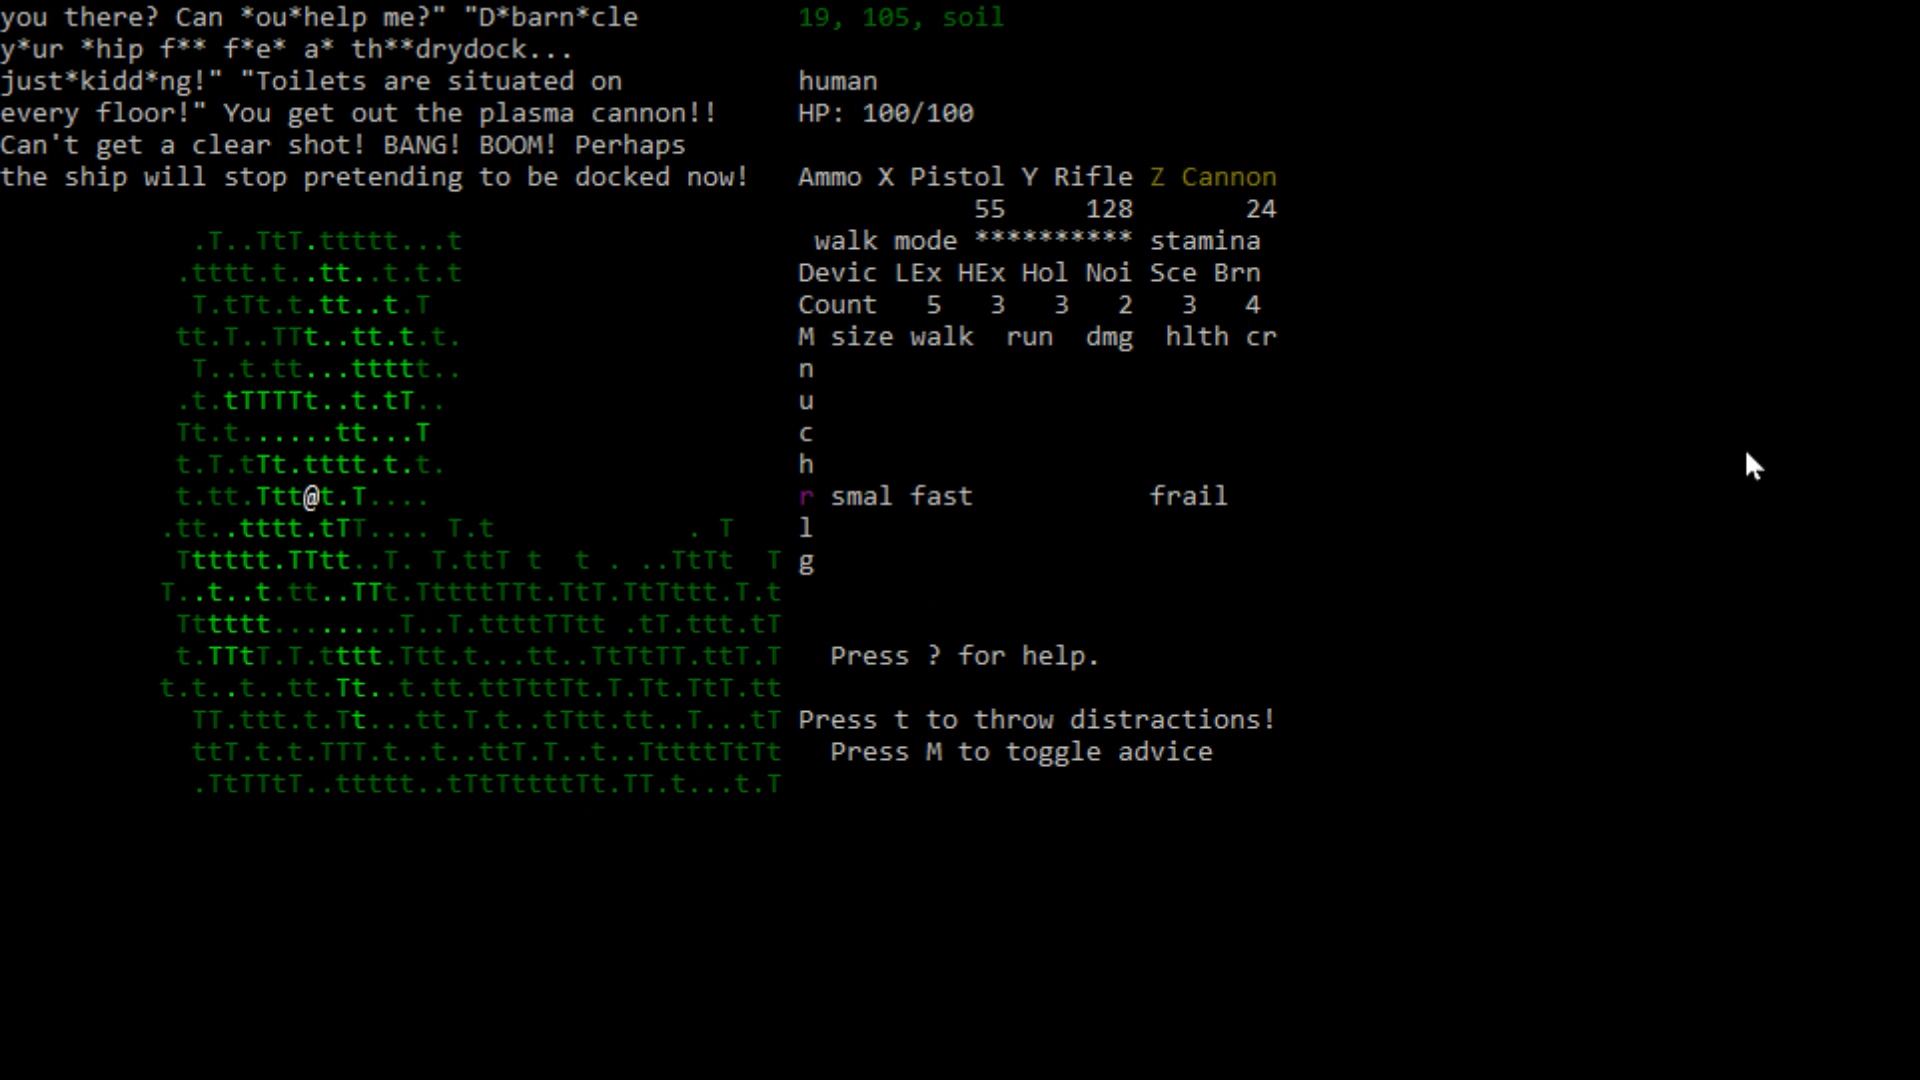 you there? Can *ou*help me?" "D*barn*cle
y*ur *hip f** f*e* a* th**drydock...
just*kidd*ng!" "Toilets are situated on
every floor!" You get out the plasma cannon!!
Can't get a clear shot! BANG! BOOM! Perhaps
the ship will stop pretending to be docked now!
.T..TtT.ttttt...t
.tttt.t..tt..t.t.t
T.tTt.t.tt..t.T
tt.T..TTt..tt.t.t.
T..t.tt...ttttt..
.t.tTTTTt..t.tT..
Tt.t......tt...T
t.T.tTt.tttt.t.t.
t.tt.Ttt@t.T....
.tt..tttt.tTT.... T.t . T
Tttttt.TTtt..T. T.ttT t t . ..TtTt T
T..t..t.tt..TTt.TttttTTt.TtT.TtTttt.T.t
Tttttt........T..T.ttttTTtt .tT.ttt.tT
t.TTtT.T.tttt.Ttt.t...tt..TtTtTT.ttT.T
t.t..t..tt.Tt..t.tt.ttTttTt.T.Tt.TtT.tt
TT.ttt.t.Tt...tt.T.t..tTtt.tt..T...tT
ttT.t.t.TTT.t..t..ttT.T..t..TttttTtTt
.TtTTtT..ttttt..tTtTttttTt.TT.t...t.T
19, 105, soil
human
HP: 100/100
Ammo X Pistol Y Rifle Z Cannon
55 128 24
walk mode ********** stamina
Devic LEx HEx Hol Noi Sce Brn
Count 5 3 3 2 3 4
M size walk run dmg hlth cr
n
u
c
h
r smal fast frail
l
g
Press ? for help.
Press t to throw distractions!
Press M to toggle advice